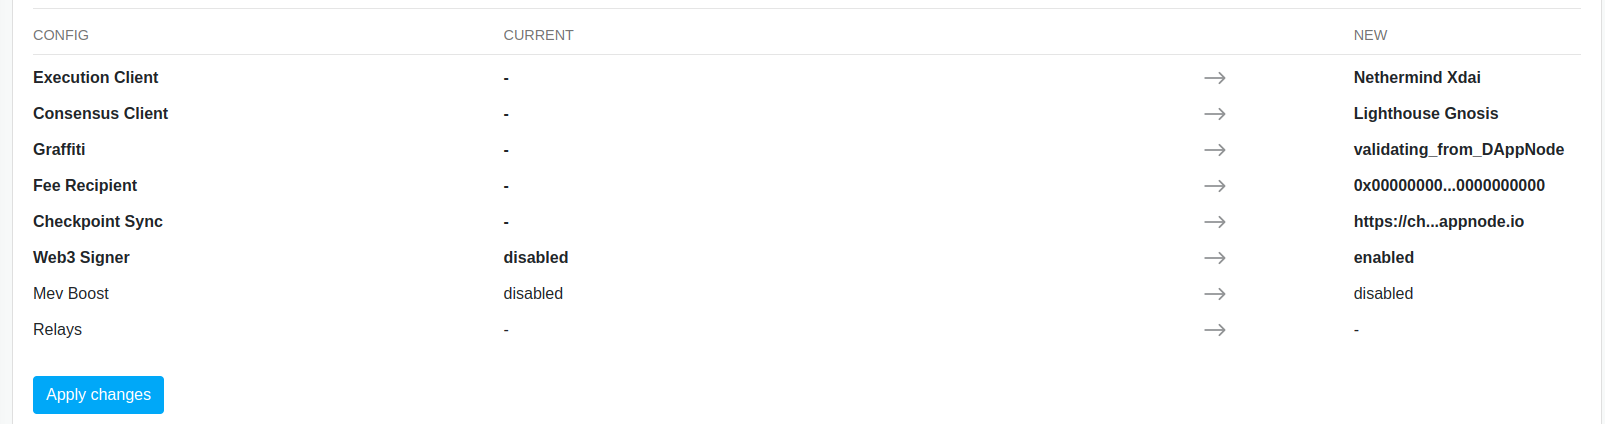 CONFIG CURRENT NEW
Execution Client - → Nethermind Xdai
Consensus Client - → Lighthouse Gnosis
Graffiti - → validating_from_DAppNode
Fee Recipient - → 0x00000000...0000000000
Checkpoint Sync - → https://ch...appnode.io
Web3 Signer disabled → enabled
Mev Boost disabled → disabled
Relays - → -
Apply changes